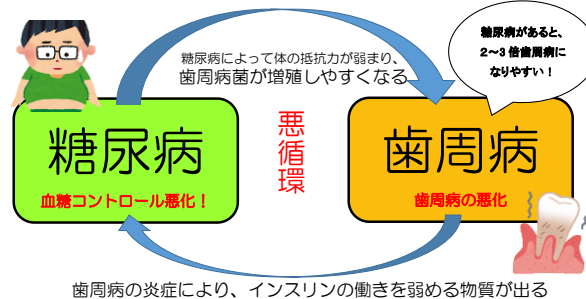 糖尿病があると、
2～3倍歯周病に
なりやすい！
糖尿病によって体の抵抗力が弱まり、
歯周病菌が増殖しやすくなる
糖尿病
血糖コントロール悪化！
悪循環
歯周病
歯周病の悪化
歯周病の炎症により、インスリンの働きを弱める物質が出る